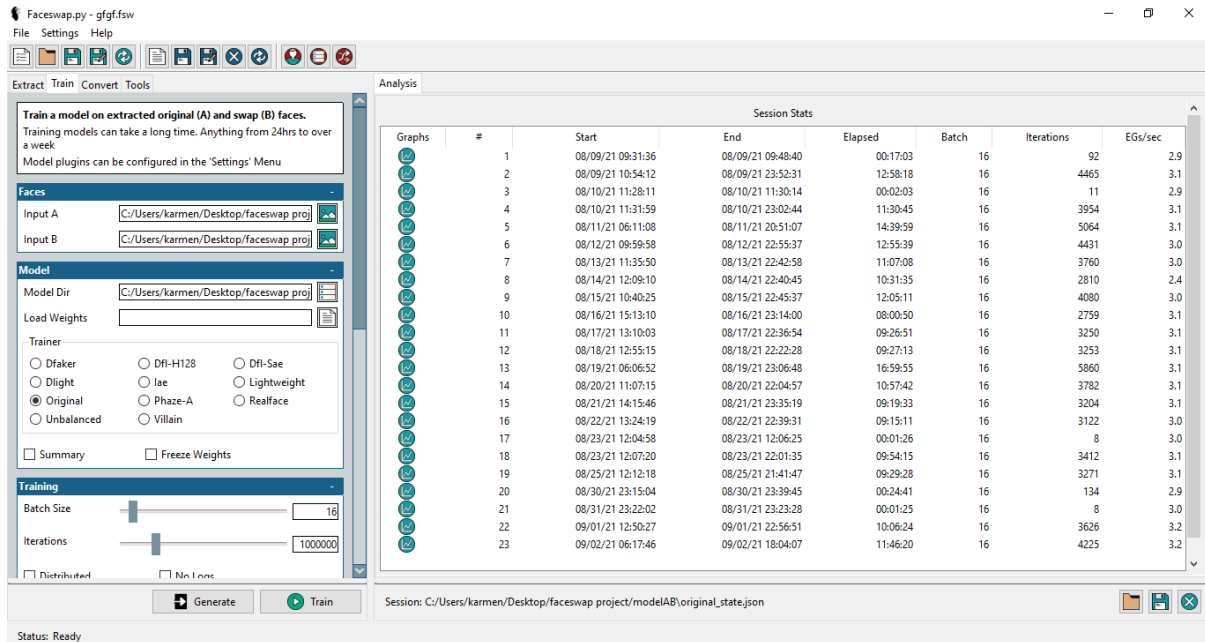 Faceswap.py - gfgf.fsw
File Settings Help
Extract Train Convert Tools
Train a model on extracted original (A) and swap (B) faces.
Training models can take a long time. Anything from 24hrs to over
a week
Model plugins can be configured in the 'Settings' Menu
Faces -
Input A C:/Users/karmen/Desktop/faceswap proj
Input B C:/Users/karmen/Desktop/faceswap proj
Model -
Model Dir C:/Users/karmen/Desktop/faceswap proj
Load Weights
Trainer
Dfaker Dfl-H128 Dfl-Sae
Dlight Iae Lightweight
Original Phaze-A Realface
Unbalanced Villain
Summary Freeze Weights
Training -
Batch Size 16
Iterations 1000000
Distributed No Logs
Generate Train
Status: Ready
Analysis
Session Stats
Graphs # Start End Elapsed Batch Iterations EGs/sec
1 08/09/21 09:31:36 08/09/21 09:48:40 00:17:03 16 92 2.9
2 08/09/21 10:54:12 08/09/21 23:52:31 12:58:18 16 4465 3.1
3 08/10/21 11:28:11 08/10/21 11:30:14 00:02:03 16 11 2.9
4 08/10/21 11:31:59 08/10/21 23:02:44 11:30:45 16 3954 3.1
5 08/11/21 06:11:08 08/11/21 20:51:07 14:39:59 16 5064 3.1
6 08/12/21 09:59:58 08/12/21 22:55:37 12:55:39 16 4431 3.0
7 08/13/21 11:35:50 08/13/21 22:42:58 11:07:08 16 3760 3.0
8 08/14/21 12:09:10 08/14/21 22:40:45 10:31:35 16 2810 2.4
9 08/15/21 10:40:25 08/15/21 22:45:37 12:05:11 16 4080 3.0
10 08/16/21 15:13:10 08/16/21 23:14:00 08:00:50 16 2759 3.1
11 08/17/21 13:10:03 08/17/21 22:36:54 09:26:51 16 3250 3.1
12 08/18/21 12:55:15 08/18/21 22:22:28 09:27:13 16 3253 3.1
13 08/19/21 06:06:52 08/19/21 23:06:48 16:59:55 16 5860 3.1
14 08/20/21 11:07:15 08/20/21 22:04:57 10:57:42 16 3782 3.1
15 08/21/21 14:15:46 08/21/21 23:35:19 09:19:33 16 3204 3.1
16 08/22/21 13:24:19 08/22/21 22:39:31 09:15:11 16 3122 3.0
17 08/23/21 12:04:58 08/23/21 12:06:25 00:01:26 16 8 3.0
18 08/23/21 12:07:20 08/23/21 22:01:35 09:54:15 16 3412 3.1
19 08/25/21 12:12:18 08/25/21 21:41:47 09:29:28 16 3271 3.1
20 08/30/21 23:15:04 08/30/21 23:39:45 00:24:41 16 134 2.9
21 08/31/21 23:22:02 08/31/21 23:23:28 00:01:25 16 8 3.0
22 09/01/21 12:50:27 09/01/21 22:56:51 10:06:24 16 3626 3.2
23 09/02/21 06:17:46 09/02/21 18:04:07 11:46:20 16 4225 3.2
Session: C:/Users/karmen/Desktop/faceswap project/modelAB\original_state.json